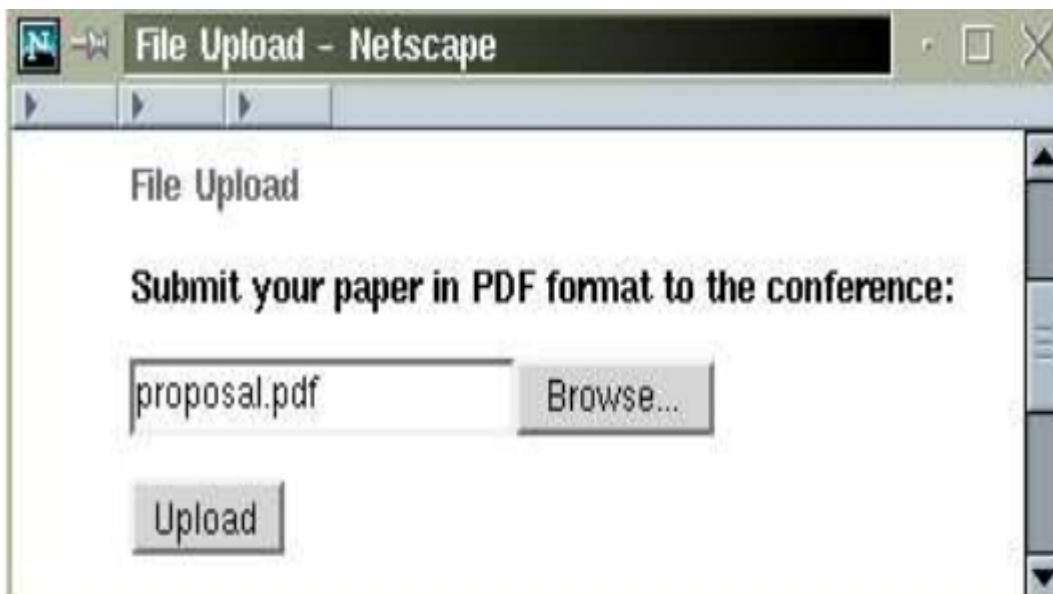 N File Upload – Netscape
File Upload
Submit your paper in PDF format to the conference:
proposal.pdf Browse...
Upload